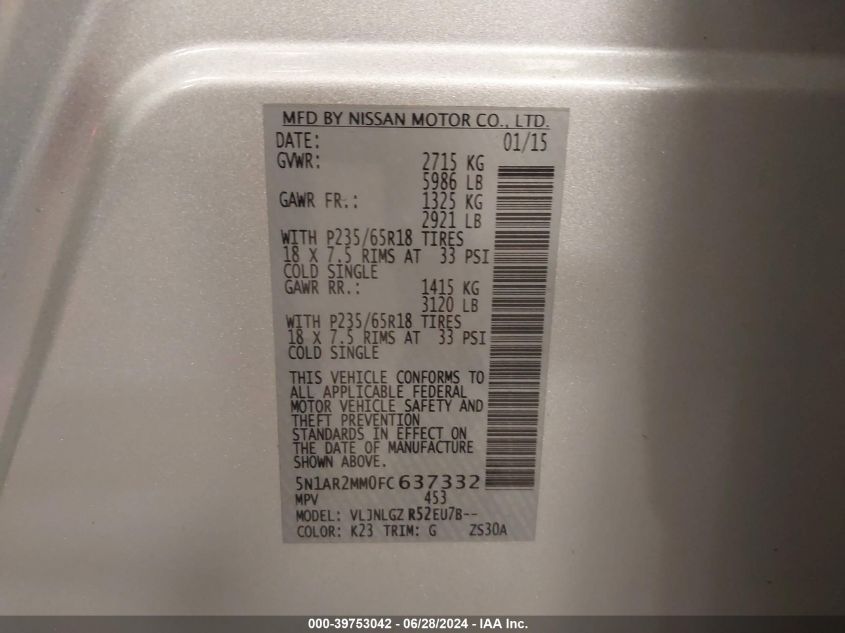 MFD BY NISSAN MOTOR CO., LTD.
DATE: 01/15
GVWR: 2715 KG
5986 LB
GAWR FR.: 1325 KG
2921 LB
WITH P235/65R18 TIRES
18 X 7.5 RIMS AT 33 PSI
COLD SINGLE
GAWR RR.: 1415 KG
3120 LB
WITH P235/65R18 TIRES
18 X 7.5 RIMS AT 33 PSI
COLD SINGLE
THIS VEHICLE CONFORMS TO
ALL APPLICABLE FEDERAL
MOTOR VEHICLE SAFETY AND
THEFT PREVENTION
STANDARDS IN EFFECT ON
THE DATE OF MANUFACTURE
SHOWN ABOVE.
5N1AR2MM0FC637332
MPV 453
MODEL: VLJNLGZ R52EU7B--
COLOR: K23 TRIM: G ZS30A
000-39753042 - 06/28/2024 - IAA Inc.